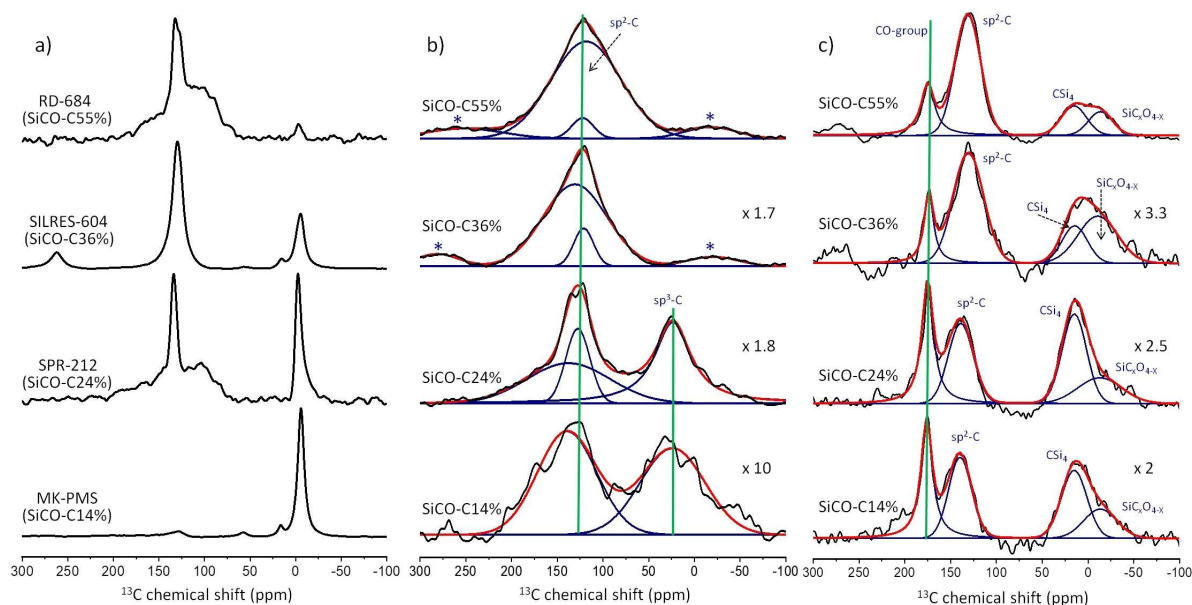 a)
RD-684
(SiCO-C55%)
SILRES-604
(SiCO-C36%)
SPR-212
(SiCO-C24%)
MK-PMS
(SiCO-C14%)
300 250 200 150 100 50 0 -50 -100
¹³C chemical shift (ppm)
b)
sp²-C
SiCO-C55%
* *
SiCO-C36%
x 1.7
* *
sp³-C
x 1.8
SiCO-C24%
x 10
SiCO-C14%
300 250 200 150 100 50 0 -50 -100
¹³C chemical shift (ppm)
c)
CO-group
sp²-C
SiCO-C55%
CSi₄
SiCₓO₄₋ₓ
sp²-C
SiCO-C36%
CSi₄
SiCₓO₄₋ₓ
x 3.3
sp²-C
CSi₄
x 2.5
SiCO-C24%
SiCₓO₄₋ₓ
sp²-C
CSi₄
x 2
SiCO-C14%
SiCₓO₄₋ₓ
300 250 200 150 100 50 0 -50 -100
¹³C chemical shift (ppm)